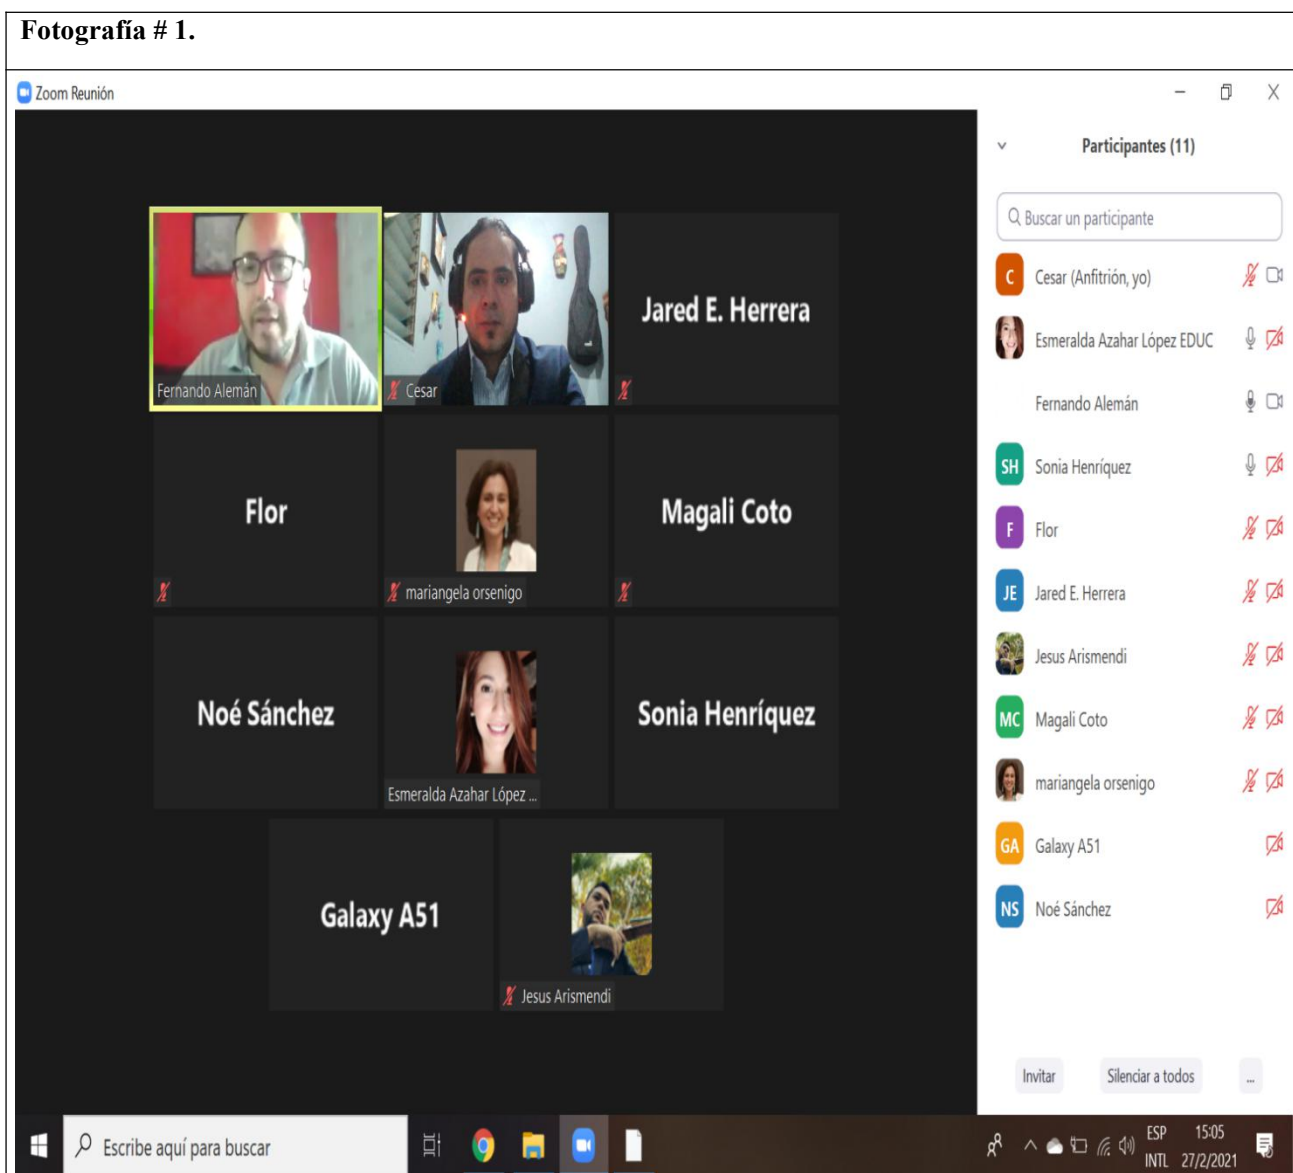 Fotografía # 1.
Zoom Reunión
Participantes (11)
Buscar un participante
Fernando Alemán
Cesar
Jared E. Herrera
Flor
mariangela orsenigo
Magali Coto
Noé Sánchez
Esmeralda Azahar López ...
Sonia Henríquez
Galaxy A51
Jesus Arismendi
C Cesar (Anfitrión, yo)
Esmeralda Azahar López EDUC
Fernando Alemán
SH Sonia Henríquez
F Flor
JE Jared E. Herrera
Jesus Arismendi
MC Magali Coto
mariangela orsenigo
GA Galaxy A51
NS Noé Sánchez
Invitar Silenciar a todos ...
Escribe aquí para buscar
ESP 15:05
INTL 27/2/2021